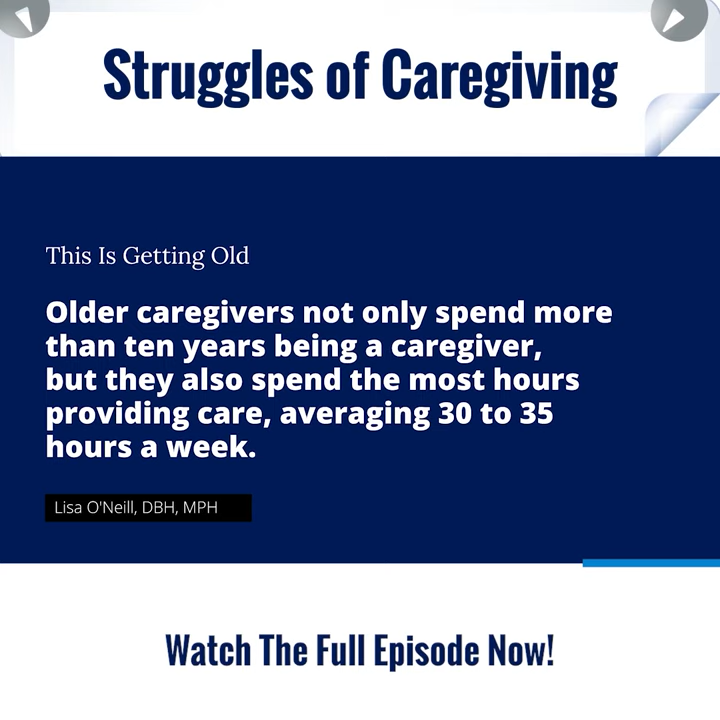 Struggles of Caregiving
This Is Getting Old
Older caregivers not only spend more
than ten years being a caregiver,
but they also spend the most hours
providing care, averaging 30 to 35
hours a week.
Lisa O'Neill, DBH, MPH
Watch The Full Episode Now!